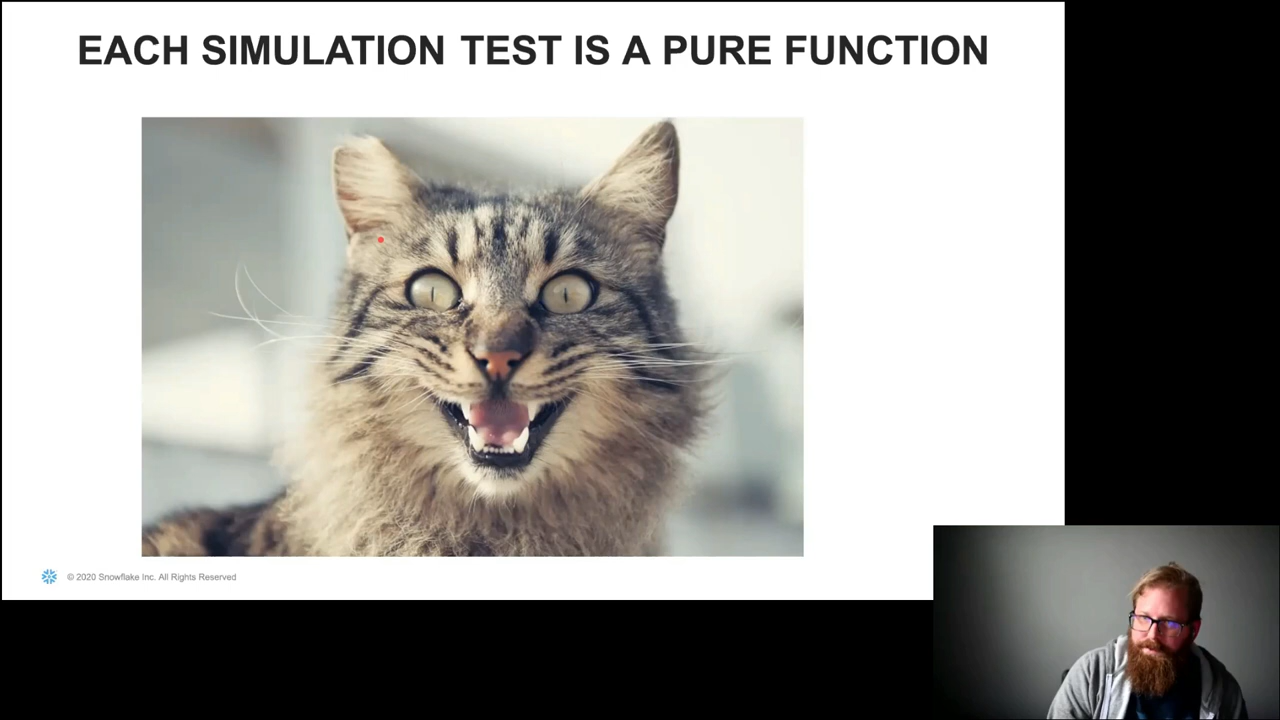 EACH SIMULATION TEST IS A PURE FUNCTION
© 2020 Snowflake Inc. All Rights Reserved